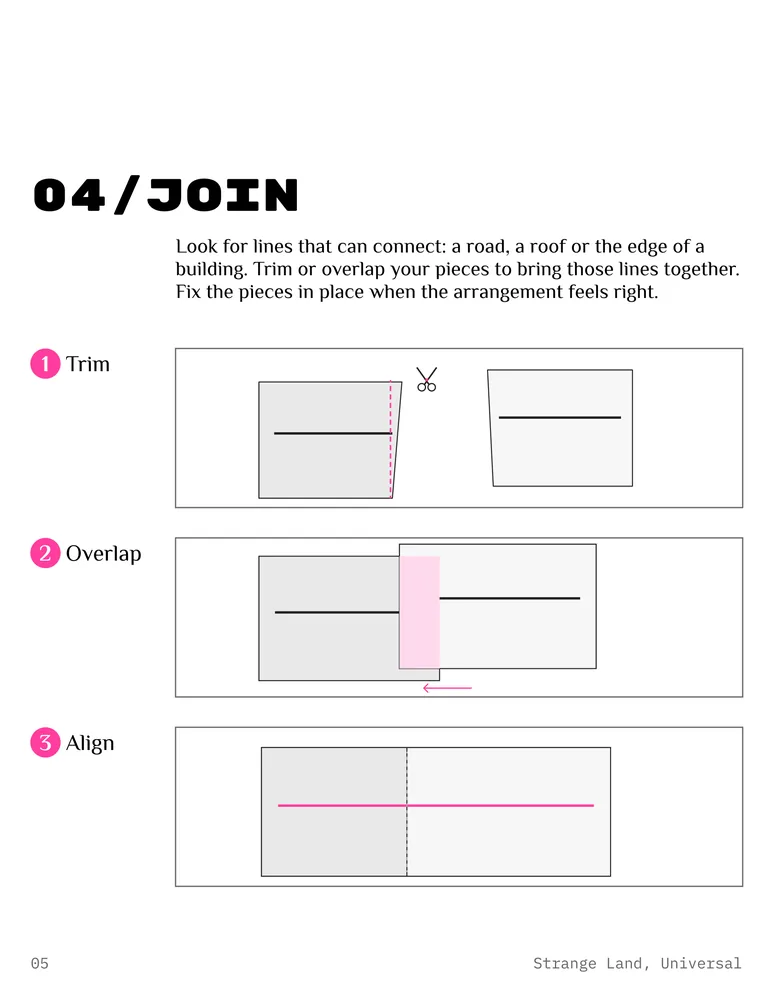 04/JOIN
Look for lines that can connect: a road, a roof or the edge of a
building. Trim or overlap your pieces to bring those lines together.
Fix the pieces in place when the arrangement feels right.
1 Trim
2 Overlap
3 Align
05
Strange Land, Universal